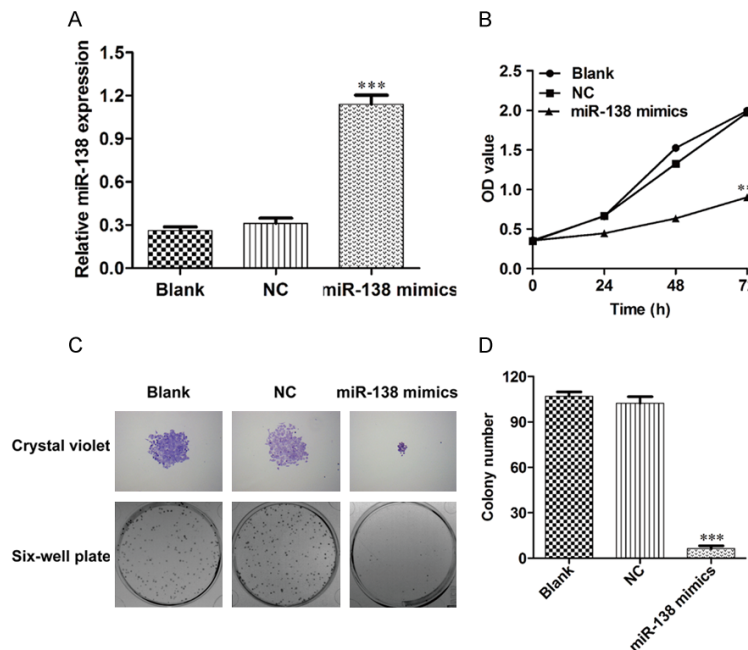 A
Relative miR-138 expression
1.5
1.2
0.9
0.6
0.3
0.0
***
Blank
NC
miR-138 mimics
B
OD value
2.5
2.0
1.5
1.0
0.5
0.0
Blank
NC
miR-138 mimics
**
0
24
48
7
Time (h)
C
Blank
NC
miR-138 mimics
Crystal violet
Six-well plate
D
Colony number
120
90
60
30
0
***
Blank
NC
miR-138 mimics